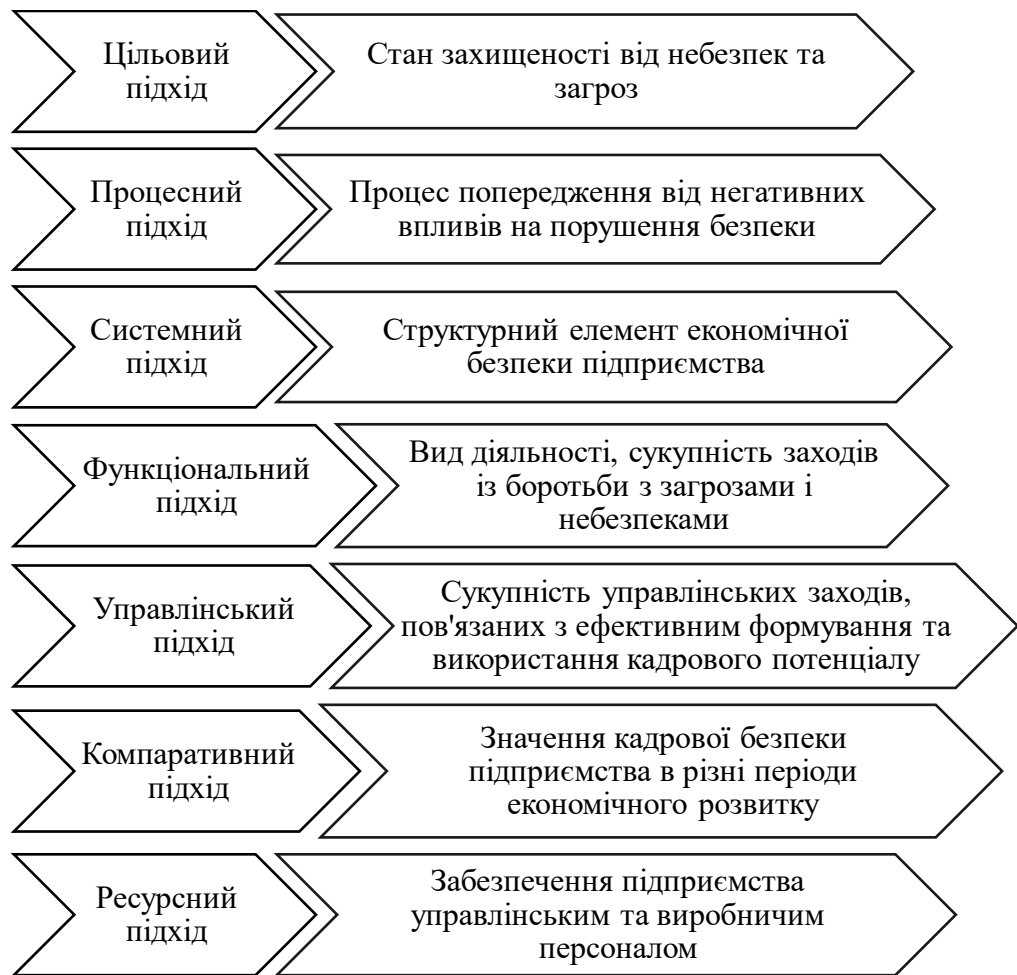 Цільовий
підхід
Стан захищеності від небезпек та
загроз
Процесний
підхід
Процес попередження від негативних
впливів на порушення безпеки
Системний
підхід
Структурний елемент економічної
безпеки підприємства
Функціональний
підхід
Вид діяльності, сукупність заходів
із боротьби з загрозами і
небезпеками
Управлінський
підхід
Сукупність управлінських заходів,
пов'язаних з ефективним формування та
використання кадрового потенціалу
Компаративний
підхід
Значення кадрової безпеки
підприємства в різні періоди
економічного розвитку
Ресурсний
підхід
Забезпечення підприємства
управлінським та виробничим
персоналом